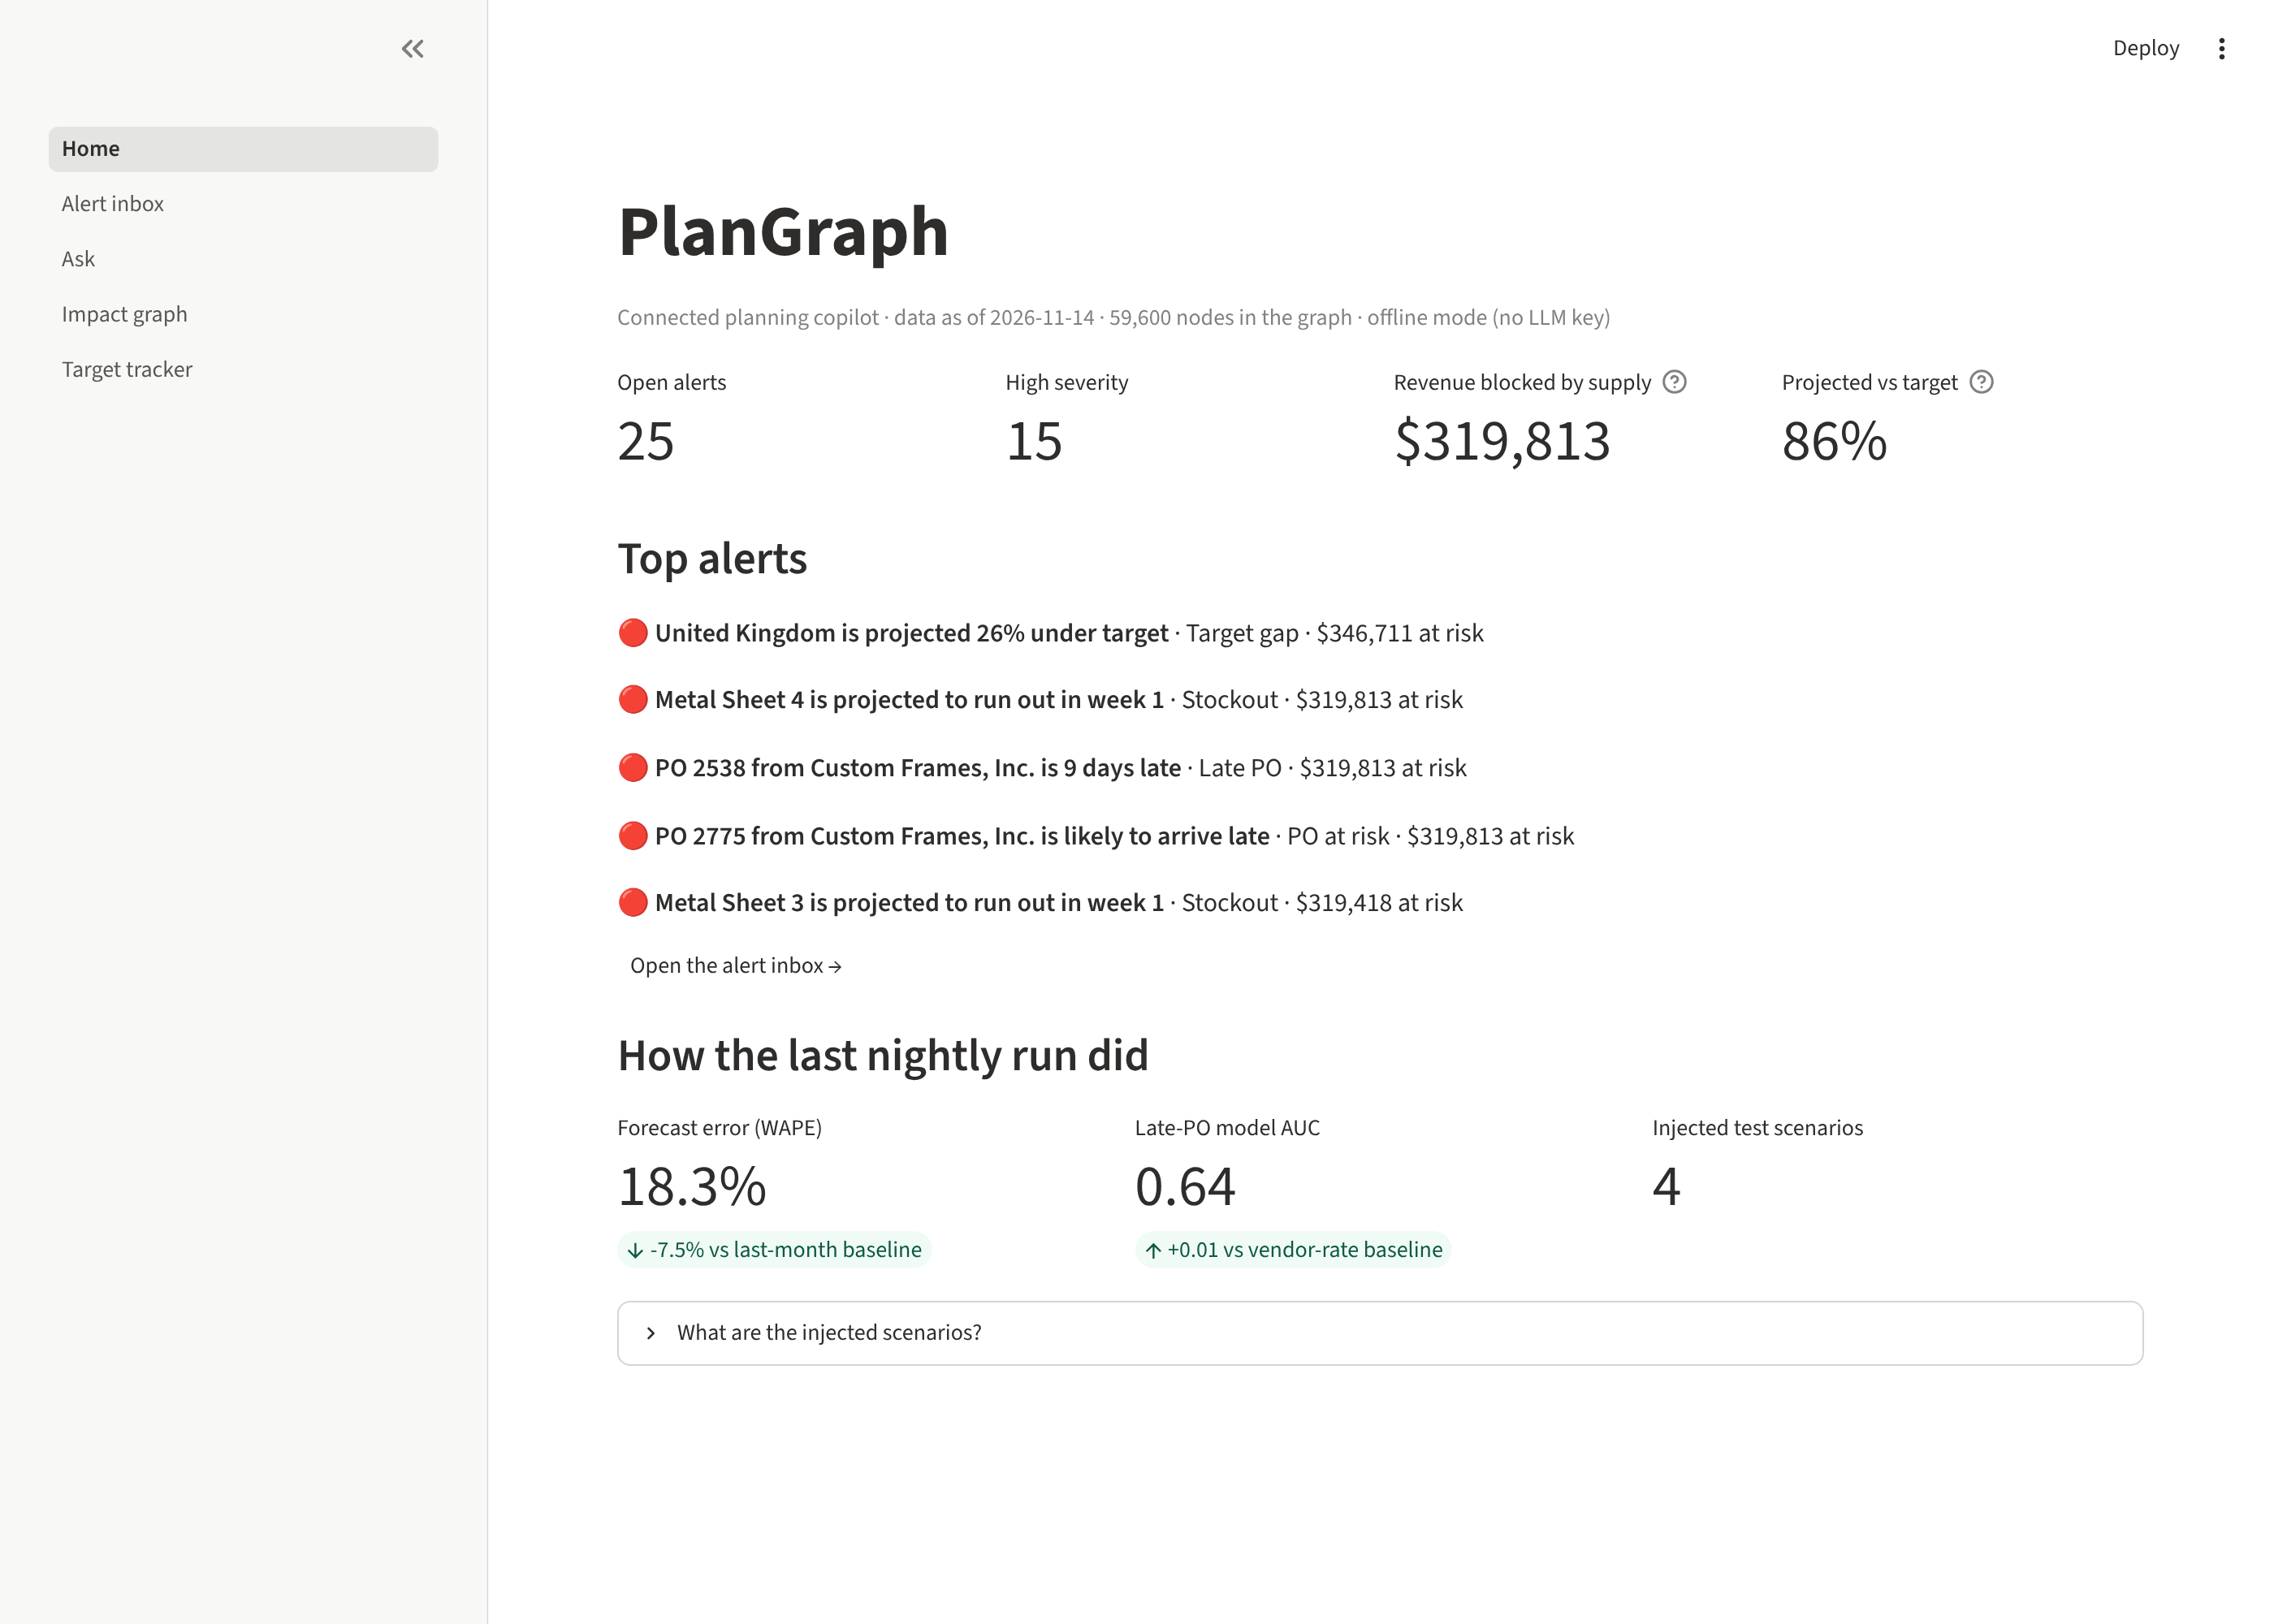 Deploy
Home
Alert inbox
Ask
Impact graph
Target tracker
PlanGraph
Connected planning copilot · data as of 2026-11-14 · 59,600 nodes in the graph · offline mode (no LLM key)
Open alerts
High severity
Revenue blocked by supply
Projected vs target
25
15
$319,813
86%
Top alerts
United Kingdom is projected 26% under target · Target gap · $346,711 at risk
Metal Sheet 4 is projected to run out in week 1 · Stockout · $319,813 at risk
PO 2538 from Custom Frames, Inc. is 9 days late · Late PO · $319,813 at risk
PO 2775 from Custom Frames, Inc. is likely to arrive late · PO at risk · $319,813 at risk
Metal Sheet 3 is projected to run out in week 1 · Stockout · $319,418 at risk
Open the alert inbox →
How the last nightly run did
Forecast error (WAPE)
Late-PO model AUC
Injected test scenarios
18.3%
0.64
4
↓ -7.5% vs last-month baseline
↑ +0.01 vs vendor-rate baseline
What are the injected scenarios?